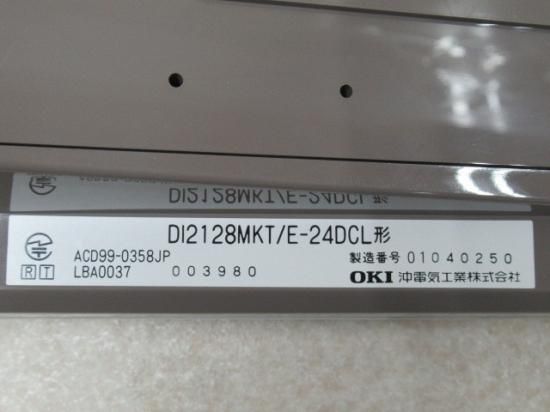 DI2128MKT/E-24DCL形
ACD99-0358JP
製造番号 01040250
R T
LBA0037
003980
OKI 沖電気工業株式会社